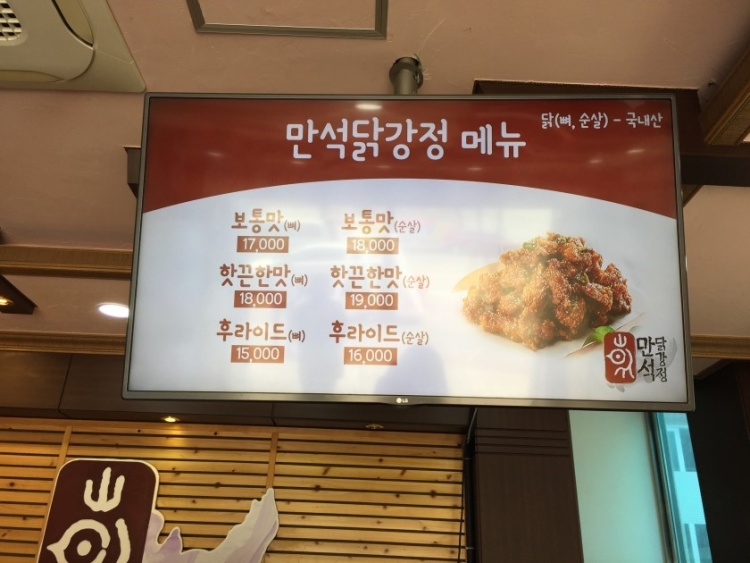 만석닭강정 메뉴
닭(뼈, 순살) - 국내산
보통맛(뼈) 보통맛(순살)
17,000 18,000
핫끈한맛(뼈) 핫끈한맛(순살)
18,000 19,000
후라이드(뼈) 후라이드(순살)
15,000 16,000
만석
닭강정
LG